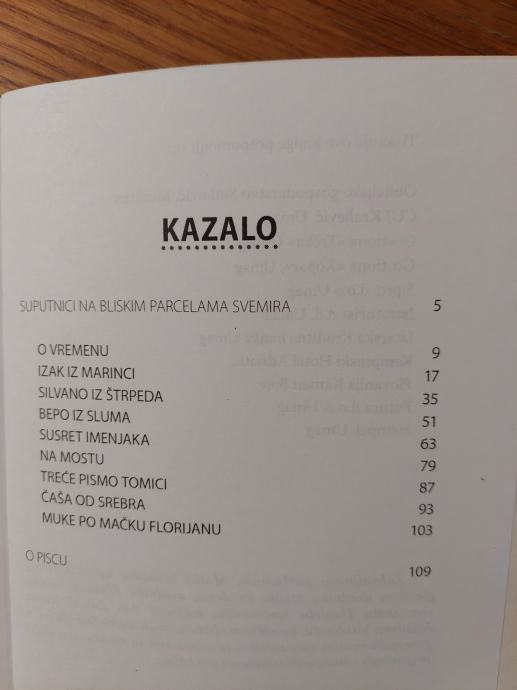 KAZALO
SUPUTNICI NA BLISKIM PARCELAMA SVEMIRA 5
O VREMENU 9
IZAK IZ MARINCI 17
SILVANO IZ ŠTRPEDA 35
BEPO IZ SLUMA 51
SUSRET IMENJAKA 63
NA MOSTU 79
TREĆE PISMO TOMICI 87
ČAŠA OD SREBRA 93
MUKE PO MAČKU FLORIJANU 103
O PISCU 109